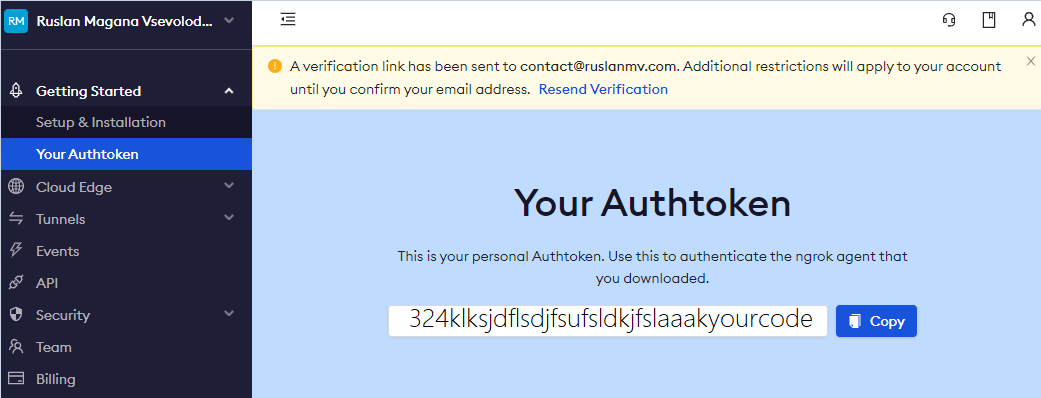 RM Ruslan Magana Vsevolod...
Getting Started
Setup & Installation
Your Authtoken
Cloud Edge
Tunnels
Events
API
Security
Team
Billing
A verification link has been sent to contact@ruslanmv.com. Additional restrictions will apply to your account
until you confirm your email address. Resend Verification
Your Authtoken
This is your personal Authtoken. Use this to authenticate the ngrok agent that
you downloaded.
324klksjdflsdjfsufsldkjfslaaakyourcode Copy